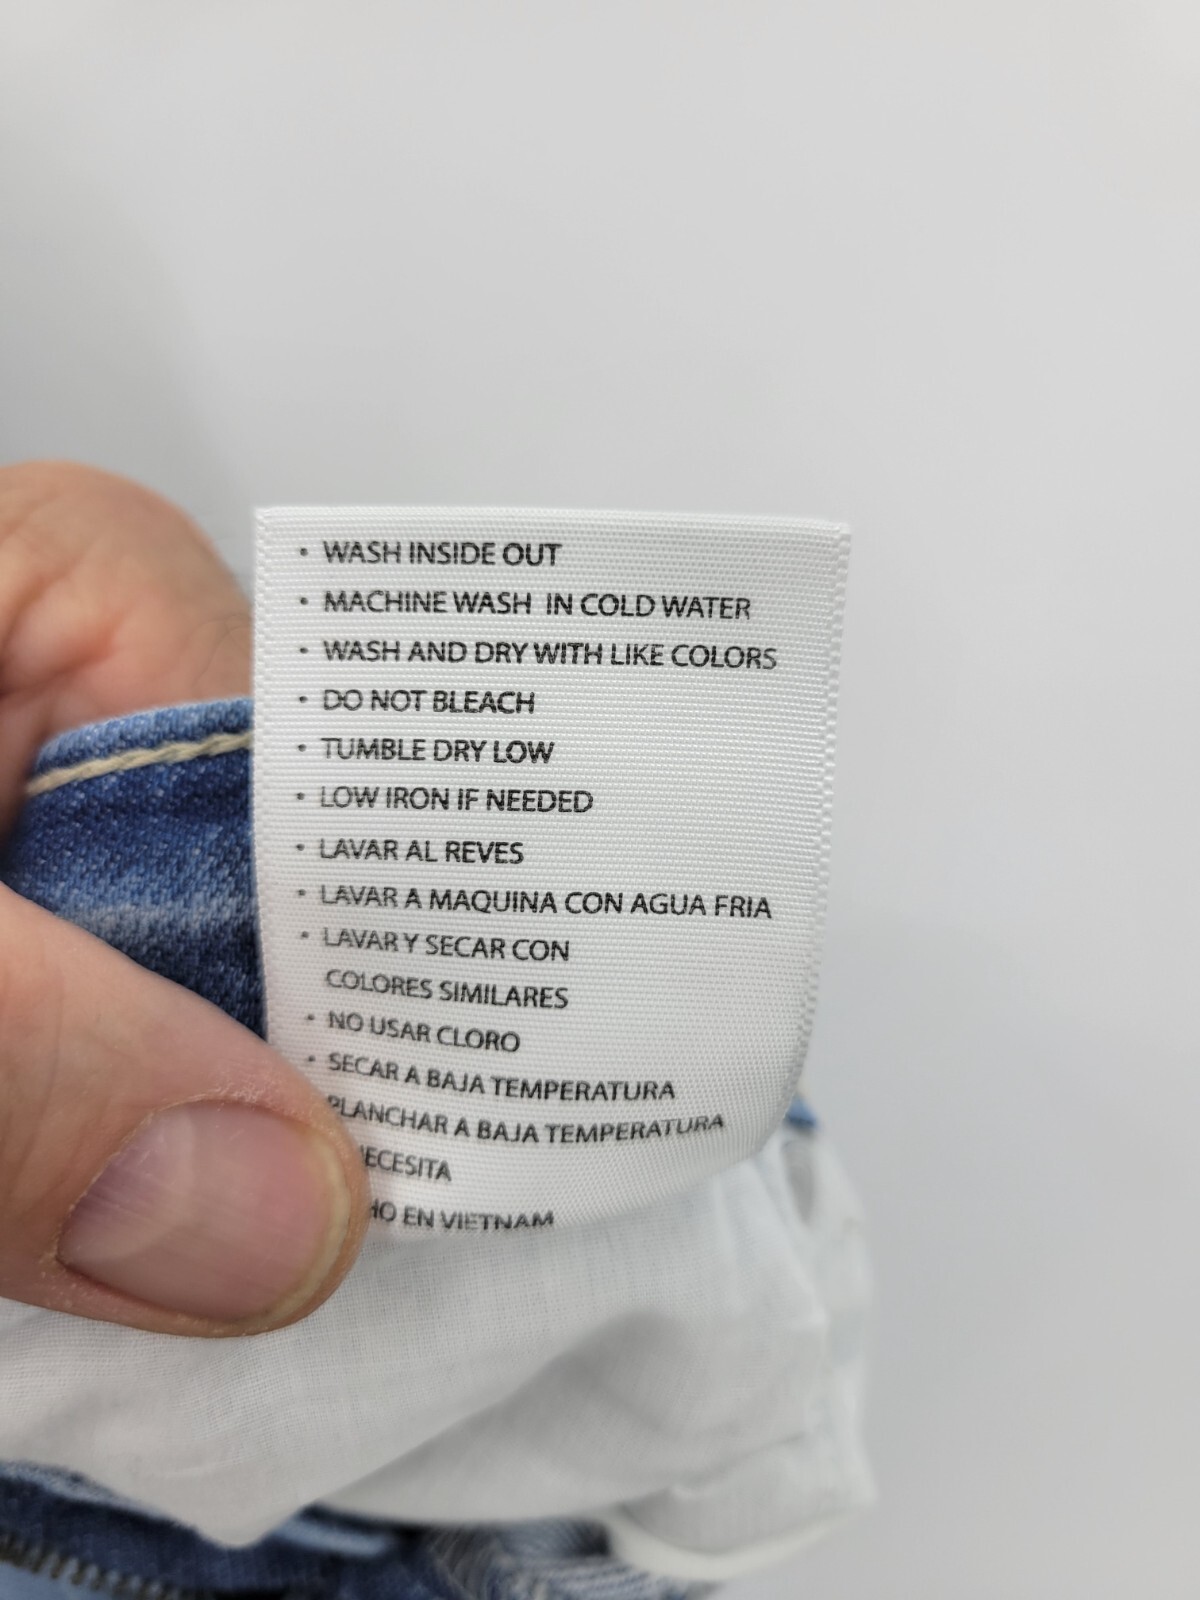 • WASH INSIDE OUT
• MACHINE WASH IN COLD WATER
• WASH AND DRY WITH LIKE COLORS
• DO NOT BLEACH
• TUMBLE DRY LOW
• LOW IRON IF NEEDED
• LAVAR AL REVES
• LAVAR A MAQUINA CON AGUA FRIA
• LAVAR Y SECAR CON
COLORES SIMILARES
• NO USAR CLORO
• SECAR A BAJA TEMPERATURA
PLANCHAR A BAJA TEMPERATURA
EN VIETNAM